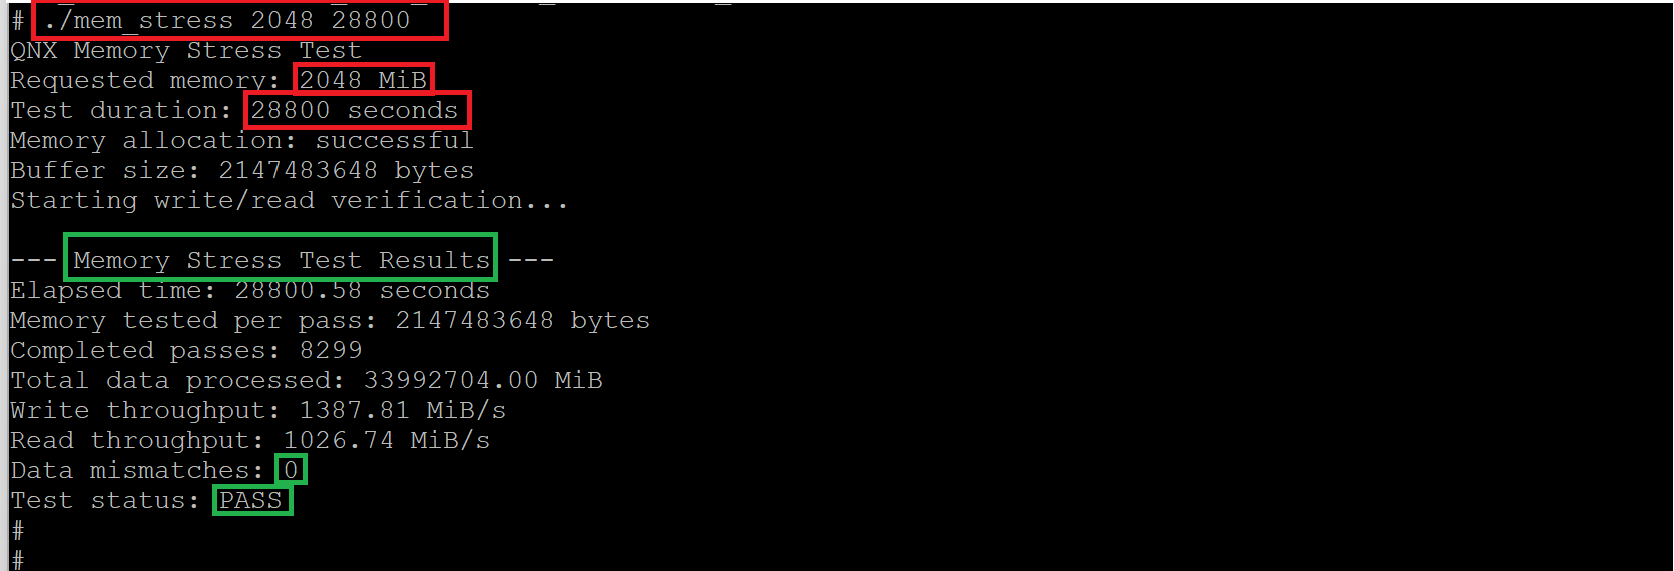 # ./mem_stress 2048 28800
QNX Memory Stress Test
Requested memory: 2048 MiB
Test duration: 28800 seconds
Memory allocation: successful
Buffer size: 2147483648 bytes
Starting write/read verification...
--- Memory Stress Test Results ---
Elapsed time: 28800.58 seconds
Memory tested per pass: 2147483648 bytes
Completed passes: 8299
Total data processed: 33992704.00 MiB
Write throughput: 1387.81 MiB/s
Read throughput: 1026.74 MiB/s
Data mismatches: 0
Test status: PASS
#
#